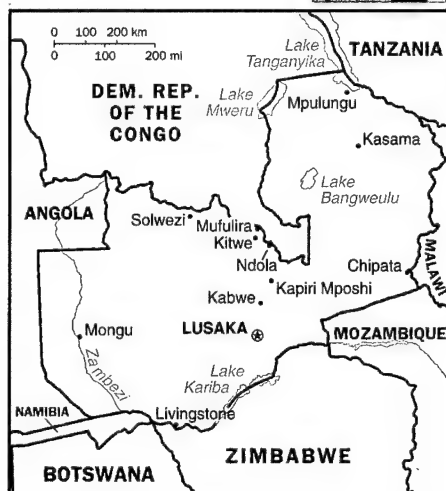 0 100 200 km
0 100 200 mi
Lake
Tanganyika
TANZANIA
DEM. REP.
OF THE
CONGO
Lake
Mweru
Mpulungu
Kasama
Lake
Bangweulu
ANGOLA
Solwezi
Mufulira
Kitwe
Ndola
MALAWI
Chipata
Kapiri Mposhi
Kabwe
Mongu
LUSAKA
MOZAMBIQUE
Zambezi
Lake
Kariba
NAMIBIA
Livingstone
ZIMBABWE
BOTSWANA